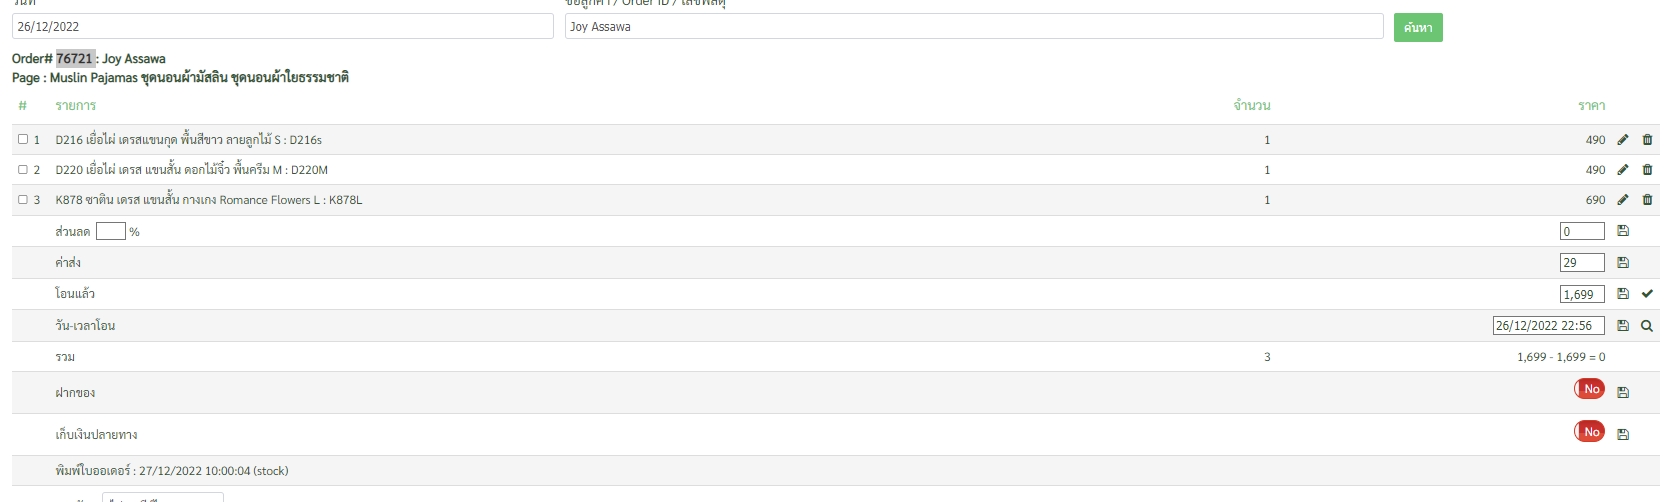 วันที่
ชื่อลูกค้า / Order ID / เลขพัสดุ
26/12/2022
Joy Assawa
ค้นหา
Order# 76721 : Joy Assawa
Page : Muslin Pajamas ชุดนอนผ้ามัสลิน ชุดนอนผ้าใยธรรมชาติ
# รายการ จำนวน ราคา
1 D216 เยื่อไผ่ เดรสแขนกุด พื้นสีขาว ลายลูกไม้ S : D216s 1 490
2 D220 เยื่อไผ่ เดรส แขนสั้น ดอกไม้จิ๋ว พื้นครีม M : D220M 1 490
3 K878 ซาติน เดรส แขนสั้น กางเกง Romance Flowers L : K878L 1 690
ส่วนลด % 0
ค่าส่ง 29
โอนแล้ว 1,699
วัน-เวลาโอน 26/12/2022 22:56
รวม 3 1,699 - 1,699 = 0
ฝากของ No
เก็บเงินปลายทาง No
พิมพ์ใบออเดอร์ : 27/12/2022 10:00:04 (stock)